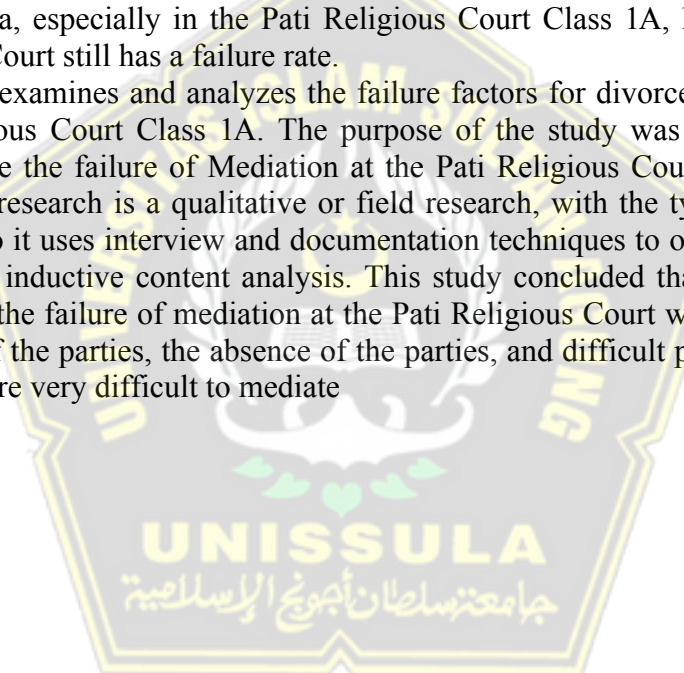 a, especially in the Pati Religious Court Class 1A,
Court still has a failure rate.
examines and analyzes the failure factors for divorce
ous Court Class 1A. The purpose of the study was
e the failure of Mediation at the Pati Religious Cou
research is a qualitative or field research, with the ty
o it uses interview and documentation techniques to o
inductive content analysis. This study concluded tha
the failure of mediation at the Pati Religious Court w
f the parties, the absence of the parties, and difficult p
re very difficult to mediate
UNIVERSITAS ISLAM SULTAN AGUNG
UNISSULA
جامعة سلطان أجونج الإسلامية